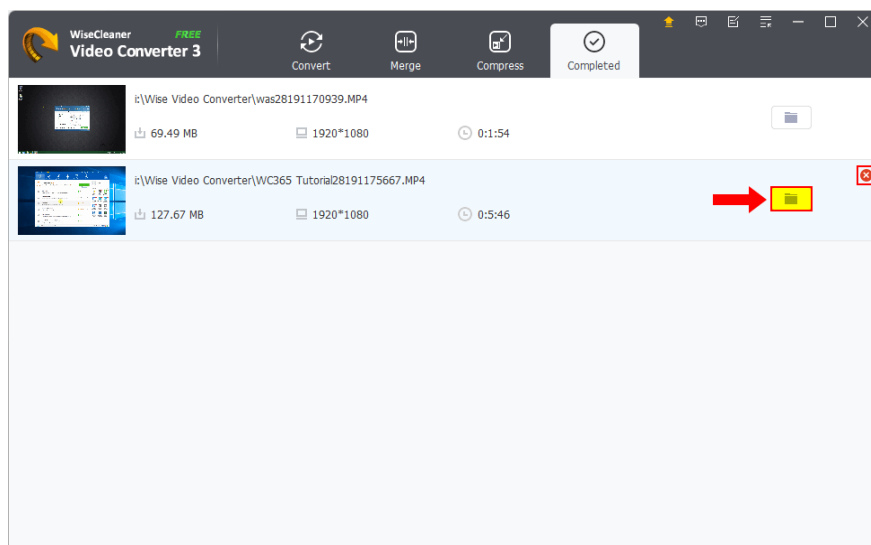 WiseCleaner FREE
Video Converter 3
Convert
Merge
Compress
Completed
i:\Wise Video Converter\was28191170939.MP4
69.49 MB 1920*1080 0:1:54
i:\Wise Video Converter\WC365 Tutorial28191175667.MP4
127.67 MB 1920*1080 0:5:46